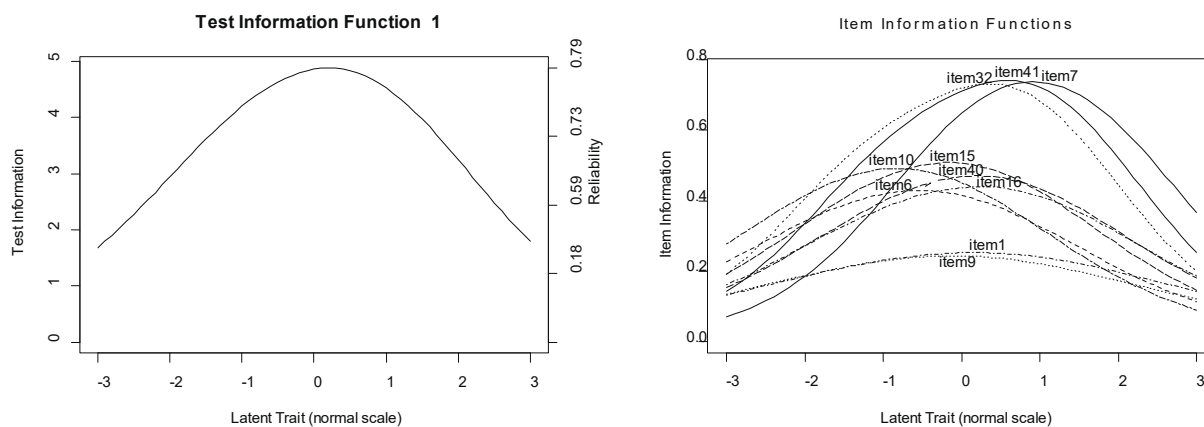 Test Information Function 1
5
4
3
2
1
0
Test Information
0.79
0.73
0.59
0.18
Reliability
-3 -2 -1 0 1 2 3
Latent Trait (normal scale)
Item Information Functions
0.8
0.6
0.4
0.2
0.0
Item Information
item32
item41
item7
item10
item15
item40
item6
item16
item1
item9
-3 -2 -1 0 1 2 3
Latent Trait (normal scale)